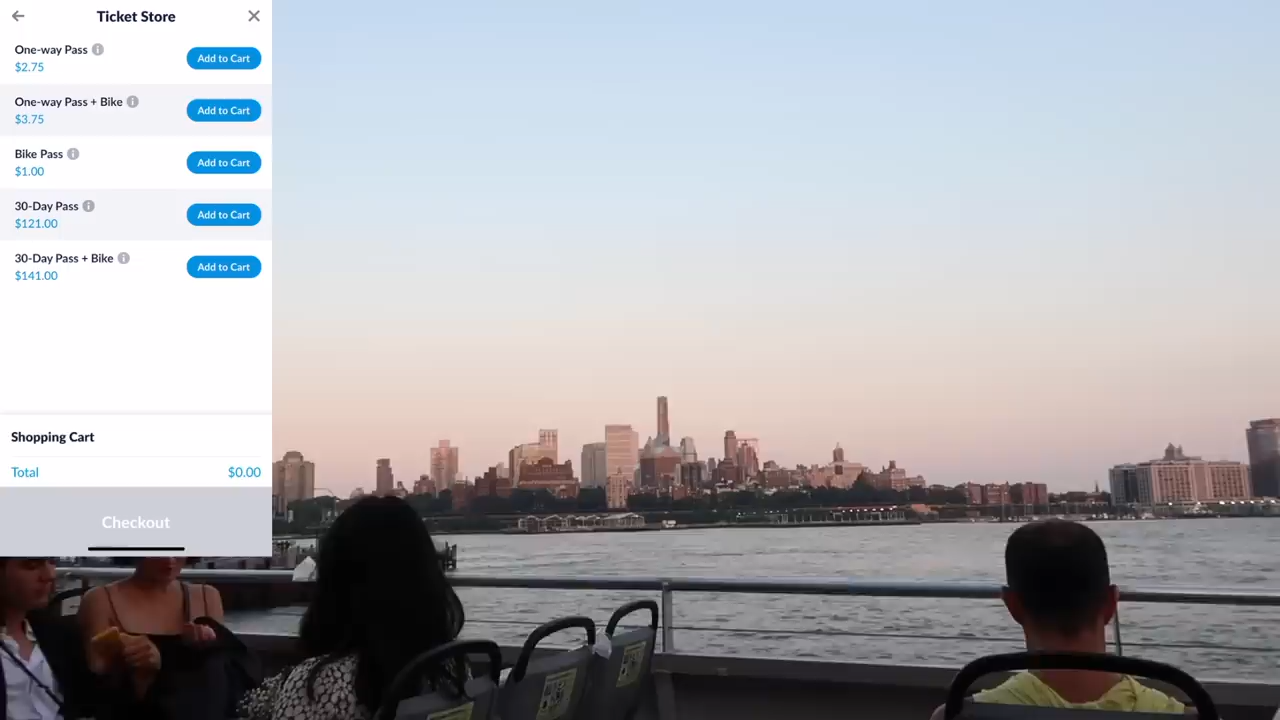 Ticket Store
One-way Pass
$2.75
Add to Cart
One-way Pass + Bike
$3.75
Add to Cart
Bike Pass
$1.00
Add to Cart
30-Day Pass
$121.00
Add to Cart
30-Day Pass + Bike
$141.00
Add to Cart
Shopping Cart
Total $0.00
Checkout